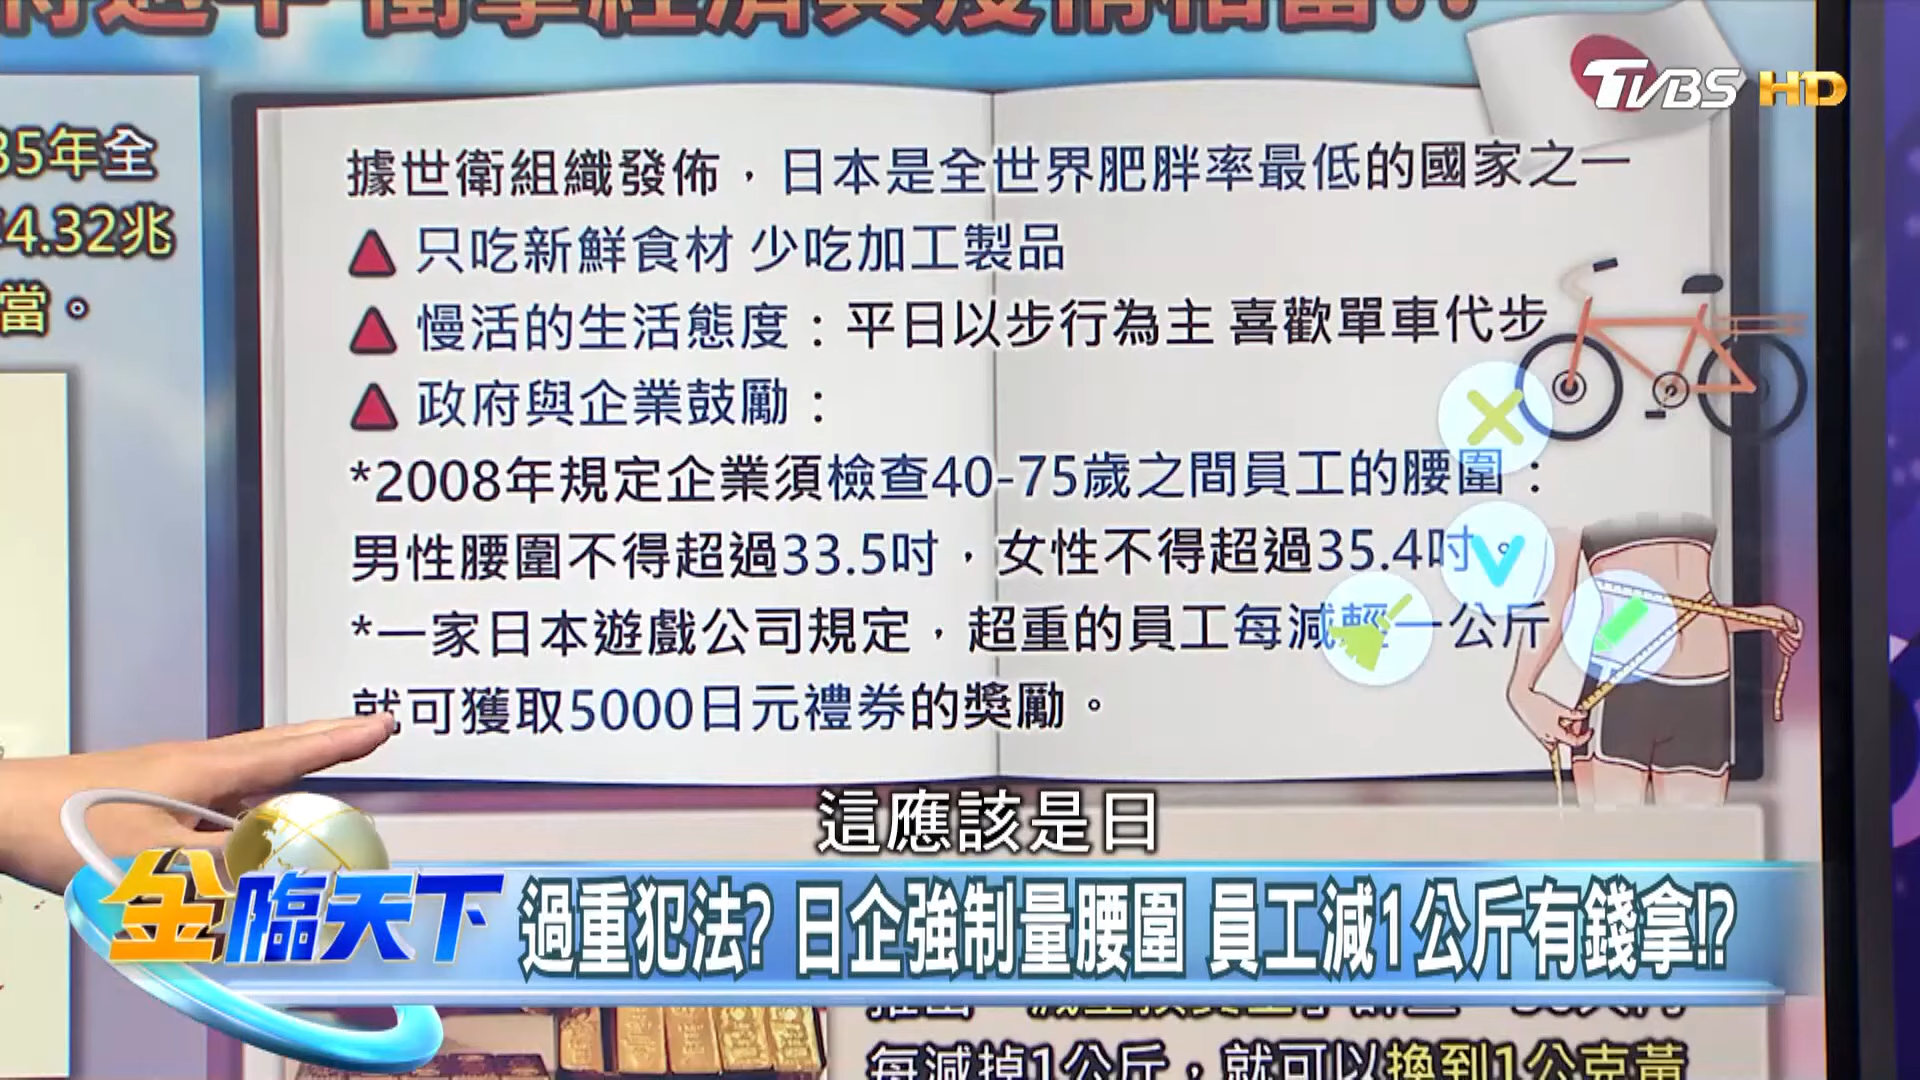 TVBS HD
35年全
4.32兆
當。
據世衛組織發佈，日本是全世界肥胖率最低的國家之一
▲ 只吃新鮮食材 少吃加工製品
▲ 慢活的生活態度：平日以步行為主 喜歡單車代步
▲ 政府與企業鼓勵：
*2008年規定企業須檢查40-75歲之間員工的腰圍：
男性腰圍不得超過33.5吋，女性不得超過35.4吋。
*一家日本遊戲公司規定，超重的員工每減輕一公斤
就可獲取5000日元禮券的獎勵。
這應該是日
金臨天下
過重犯法? 日企強制量腰圍 員工減1公斤有錢拿!?
每減掉1公斤，就可以換到1公克黃